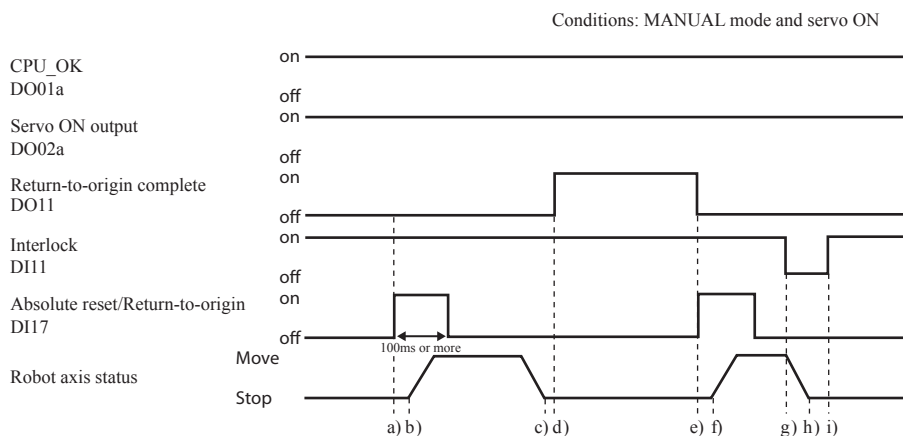 Conditions: MANUAL mode and servo ON
CPU_OK
DO01a
on
off
Servo ON output
DO02a
on
off
Return-to-origin complete
DO11
on
off
Interlock
DI11
on
off
Absolute reset/Return-to-origin
DI17
on
off
100ms or more
Robot axis status
Move
Stop
a) b) c) d) e) f) g) h) i)